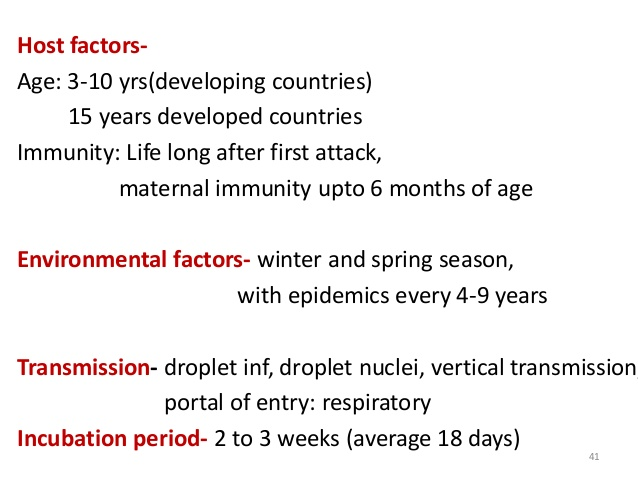 Host factors-
Age: 3-10 yrs(developing countries)
15 years developed countries
Immunity: Life long after first attack,
maternal immunity upto 6 months of age
Environmental factors- winter and spring season,
with epidemics every 4-9 years
Transmission- droplet inf, droplet nuclei, vertical transmission,
portal of entry: respiratory
Incubation period- 2 to 3 weeks (average 18 days)
41